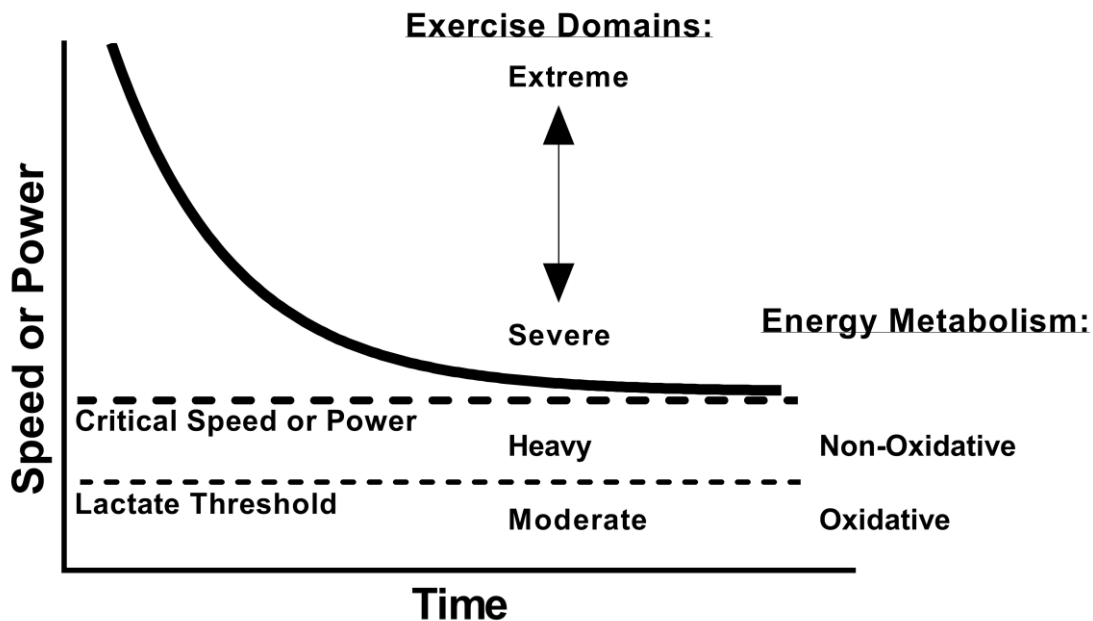 Exercise Domains:
Extreme
Severe
Energy Metabolism:
Critical Speed or Power
Heavy
Non-Oxidative
Lactate Threshold
Moderate
Oxidative
Speed or Power
Time